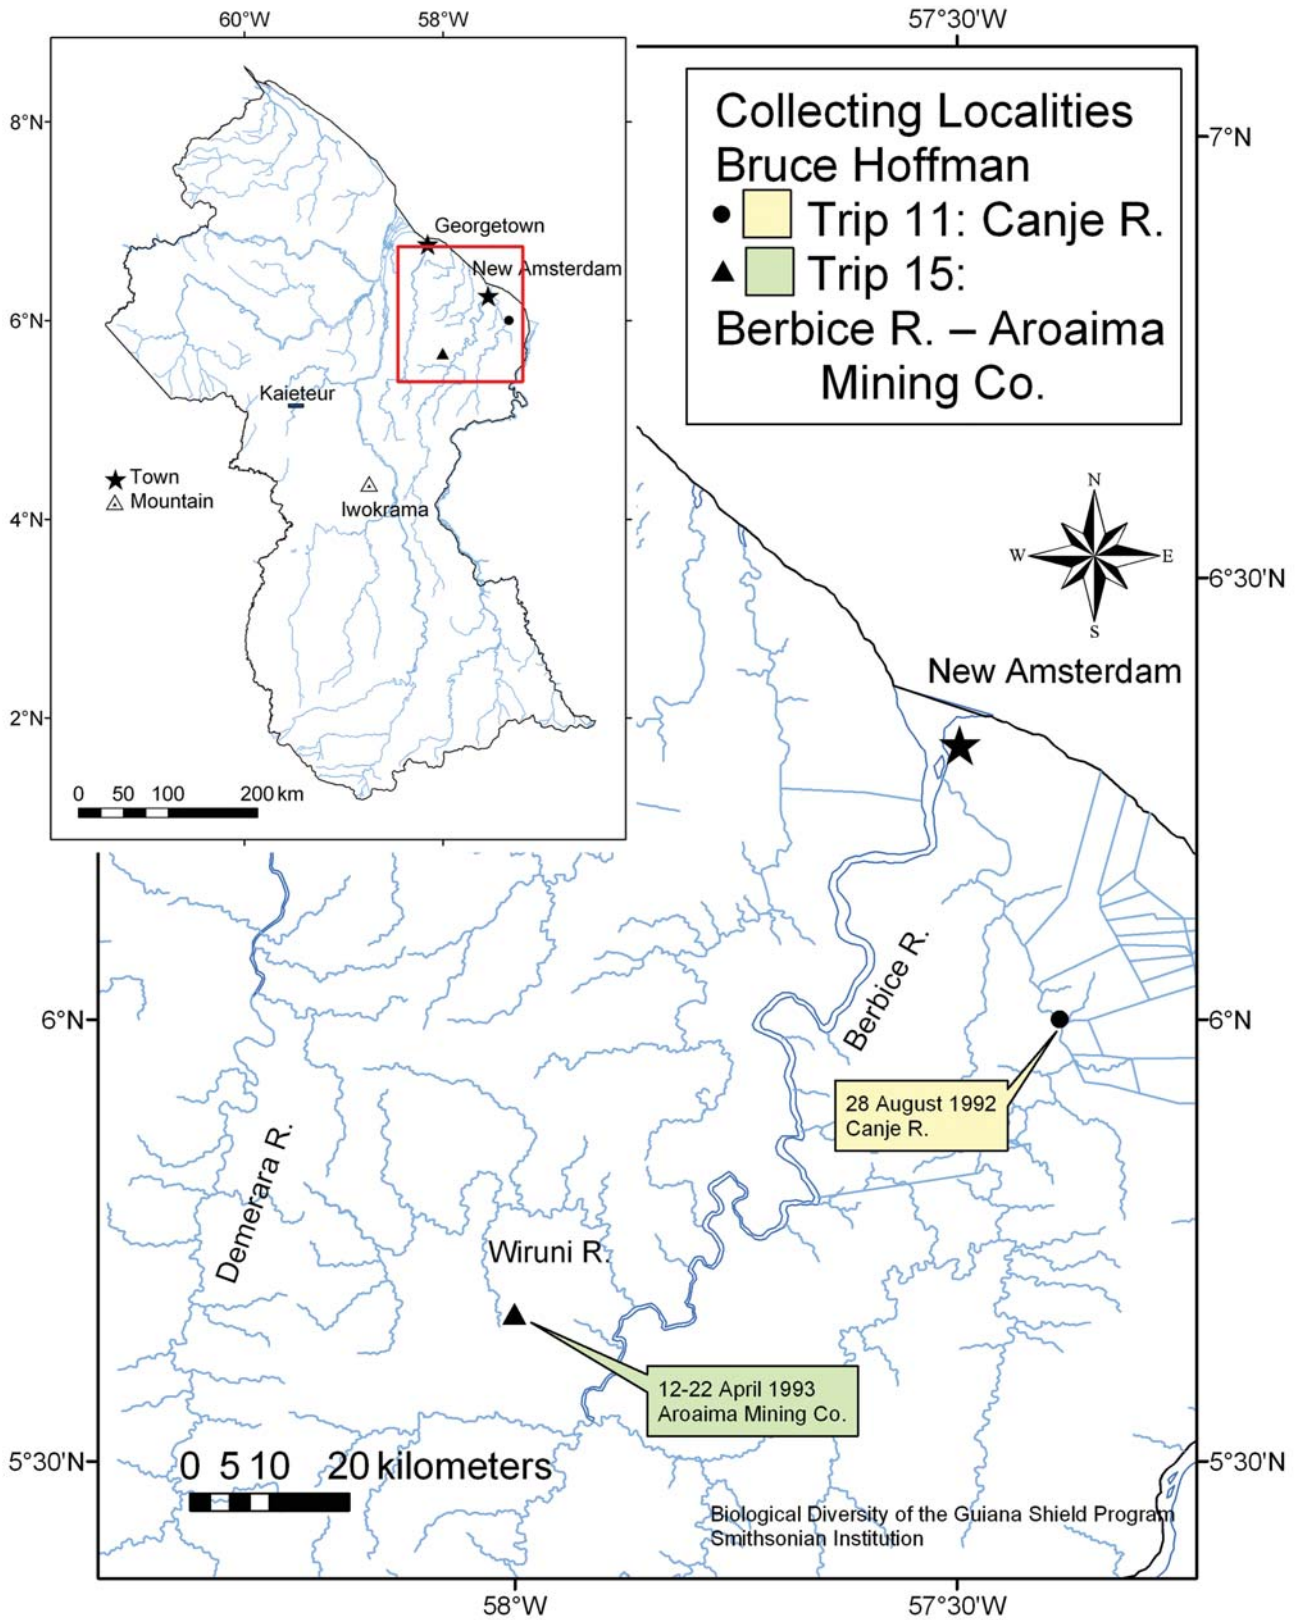 60°W
58°W
57°30'W
8°N
6°N
4°N
2°N
Georgetown
New Amsterdam
Kaieteur
Iwokrama
Town
Mountain
0 50 100 200 km
Collecting Localities
Bruce Hoffman
Trip 11: Canje R.
Trip 15:
Berbice R. – Aroaima
Mining Co.
7°N
N
W E
S
6°30'N
New Amsterdam
Berbice R.
6°N
6°N
28 August 1992
Canje R.
Demerara R.
Wiruni R.
12-22 April 1993
Aroaima Mining Co.
5°30'N
0 5 10 20 kilometers
5°30'N
Biological Diversity of the Guiana Shield Program
Smithsonian Institution
58°W
57°30'W